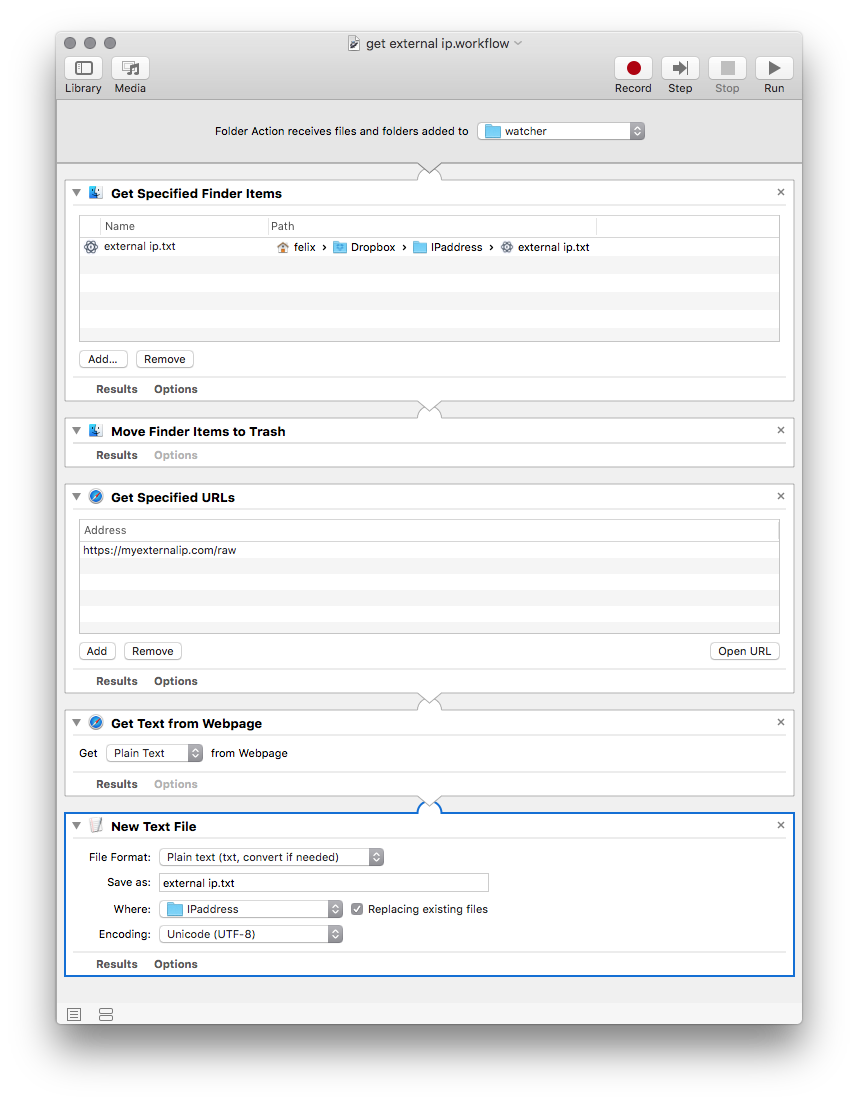 get external ip.workflow
Library Media Record Step Stop Run
Folder Action receives files and folders added to watcher
Get Specified Finder Items
Name Path
external ip.txt felix › Dropbox › IPaddress › external ip.txt
Add... Remove
Results Options
Move Finder Items to Trash
Results Options
Get Specified URLs
Address
https://myexternalip.com/raw
Add Remove Open URL
Results Options
Get Text from Webpage
Get Plain Text from Webpage
Results Options
New Text File
File Format: Plain text (txt, convert if needed)
Save as: external ip.txt
Where: IPaddress Replacing existing files
Encoding: Unicode (UTF-8)
Results Options